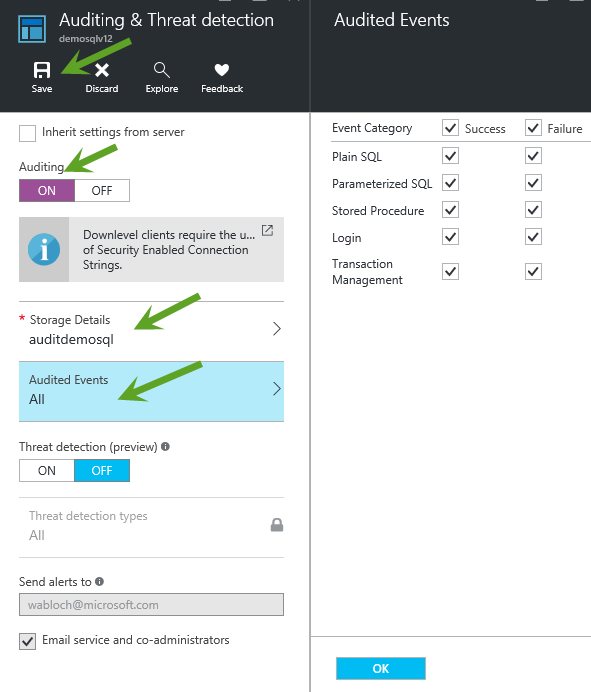 Auditing & Threat detection
demosqlv12
Save
Discard
Explore
Feedback
Inherit settings from server
Auditing
ON
OFF
Downlevel clients require the u...
of Security Enabled Connection
Strings.
* Storage Details
auditdemosql
Audited Events
All
Threat detection (preview)
ON
OFF
Threat detection types
All
Send alerts to
wabloch@microsoft.com
Email service and co-administrators
Audited Events
Event Category Success Failure
Plain SQL
Parameterized SQL
Stored Procedure
Login
Transaction
Management
OK